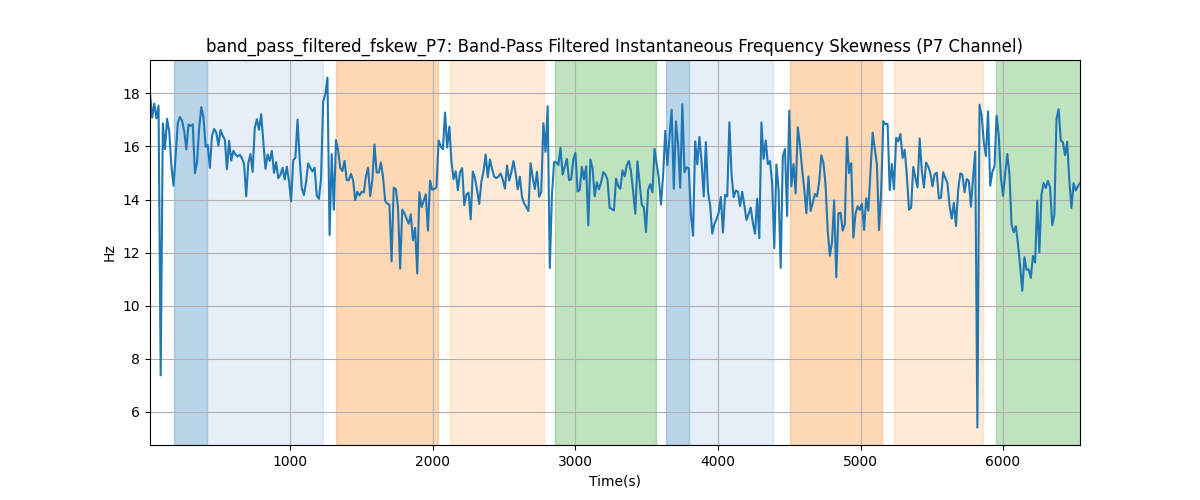 band_pass_filtered_fskew_P7: Band-Pass Filtered Instantaneous Frequency Skewness (P7 Channel)
18
16
14
12
10
8
6
Hz
1000 2000 3000 4000 5000 6000
Time(s)